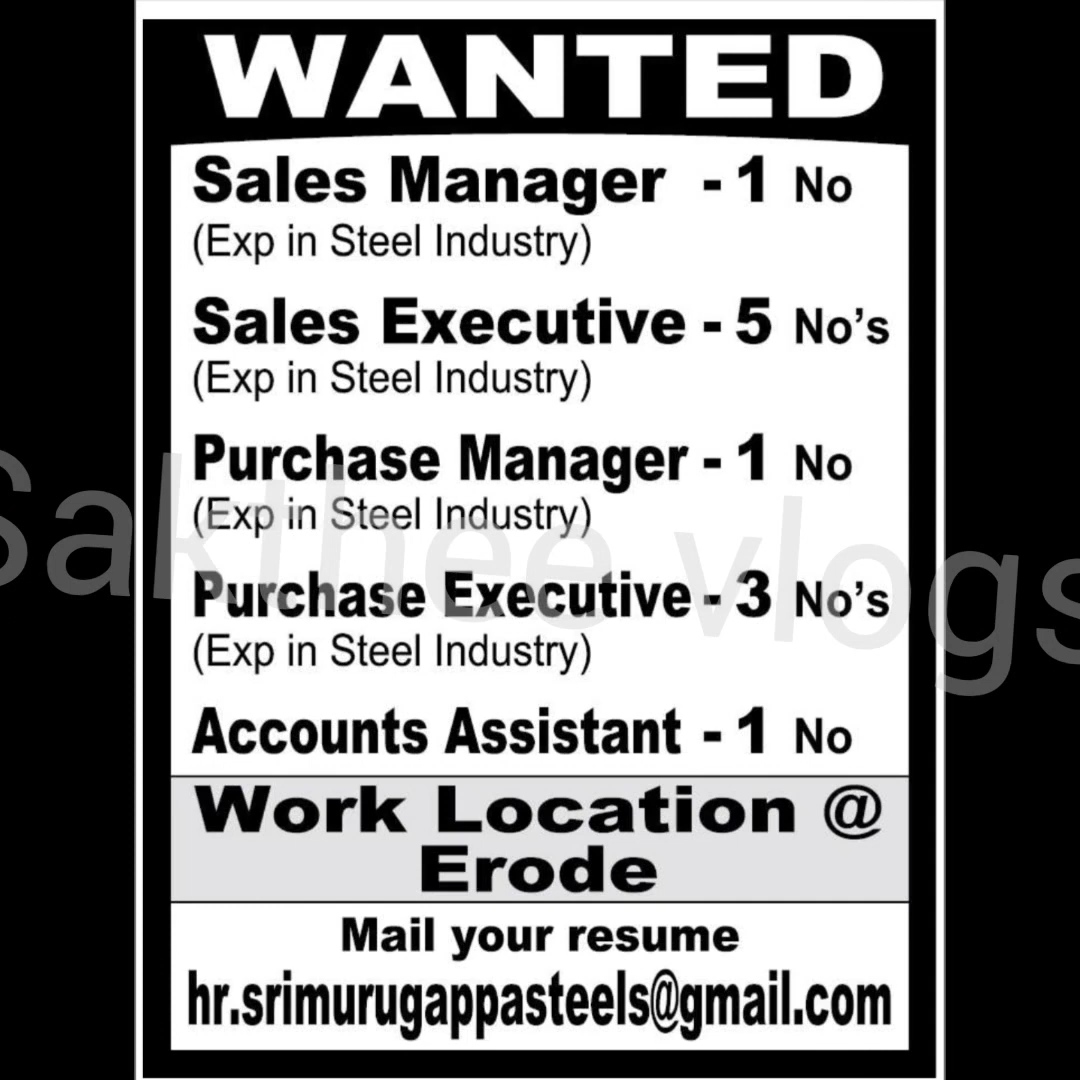 WANTED
Sales Manager - 1 No
(Exp in Steel Industry)
Sales Executive - 5 No's
(Exp in Steel Industry)
Purchase Manager - 1 No
(Exp in Steel Industry)
Purchase Executive - 3 No's
(Exp in Steel Industry)
Accounts Assistant - 1 No
Work Location @
Erode
Mail your resume
hr.srimurugappasteels@gmail.com
Sakthee vlogs